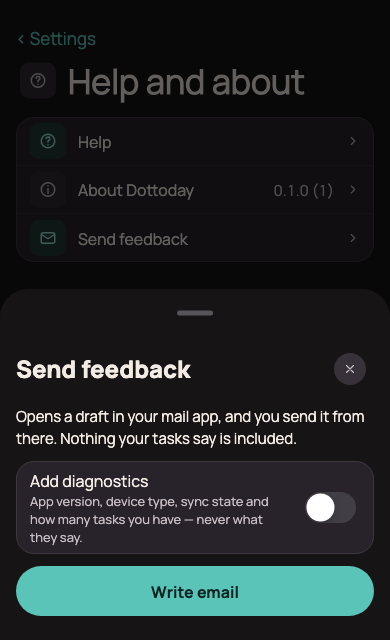 ‹ Settings
Help and about
Help
About Dottoday 0.1.0 (1)
Send feedback
Send feedback
Opens a draft in your mail app, and you send it from
there. Nothing your tasks say is included.
Add diagnostics
App version, device type, sync state and
how many tasks you have — never what
they say.
Write email